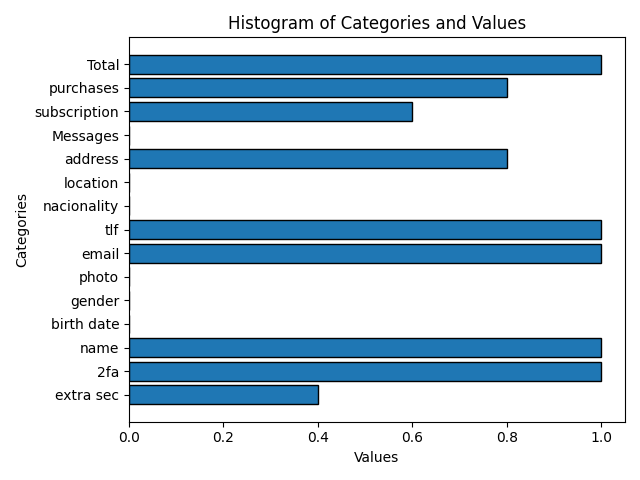 Histogram of Categories and Values
Total
purchases
subscription
Messages
address
location
nacionality
tlf
email
photo
gender
birth date
name
2fa
extra sec
Categories
0.0 0.2 0.4 0.6 0.8 1.0
Values